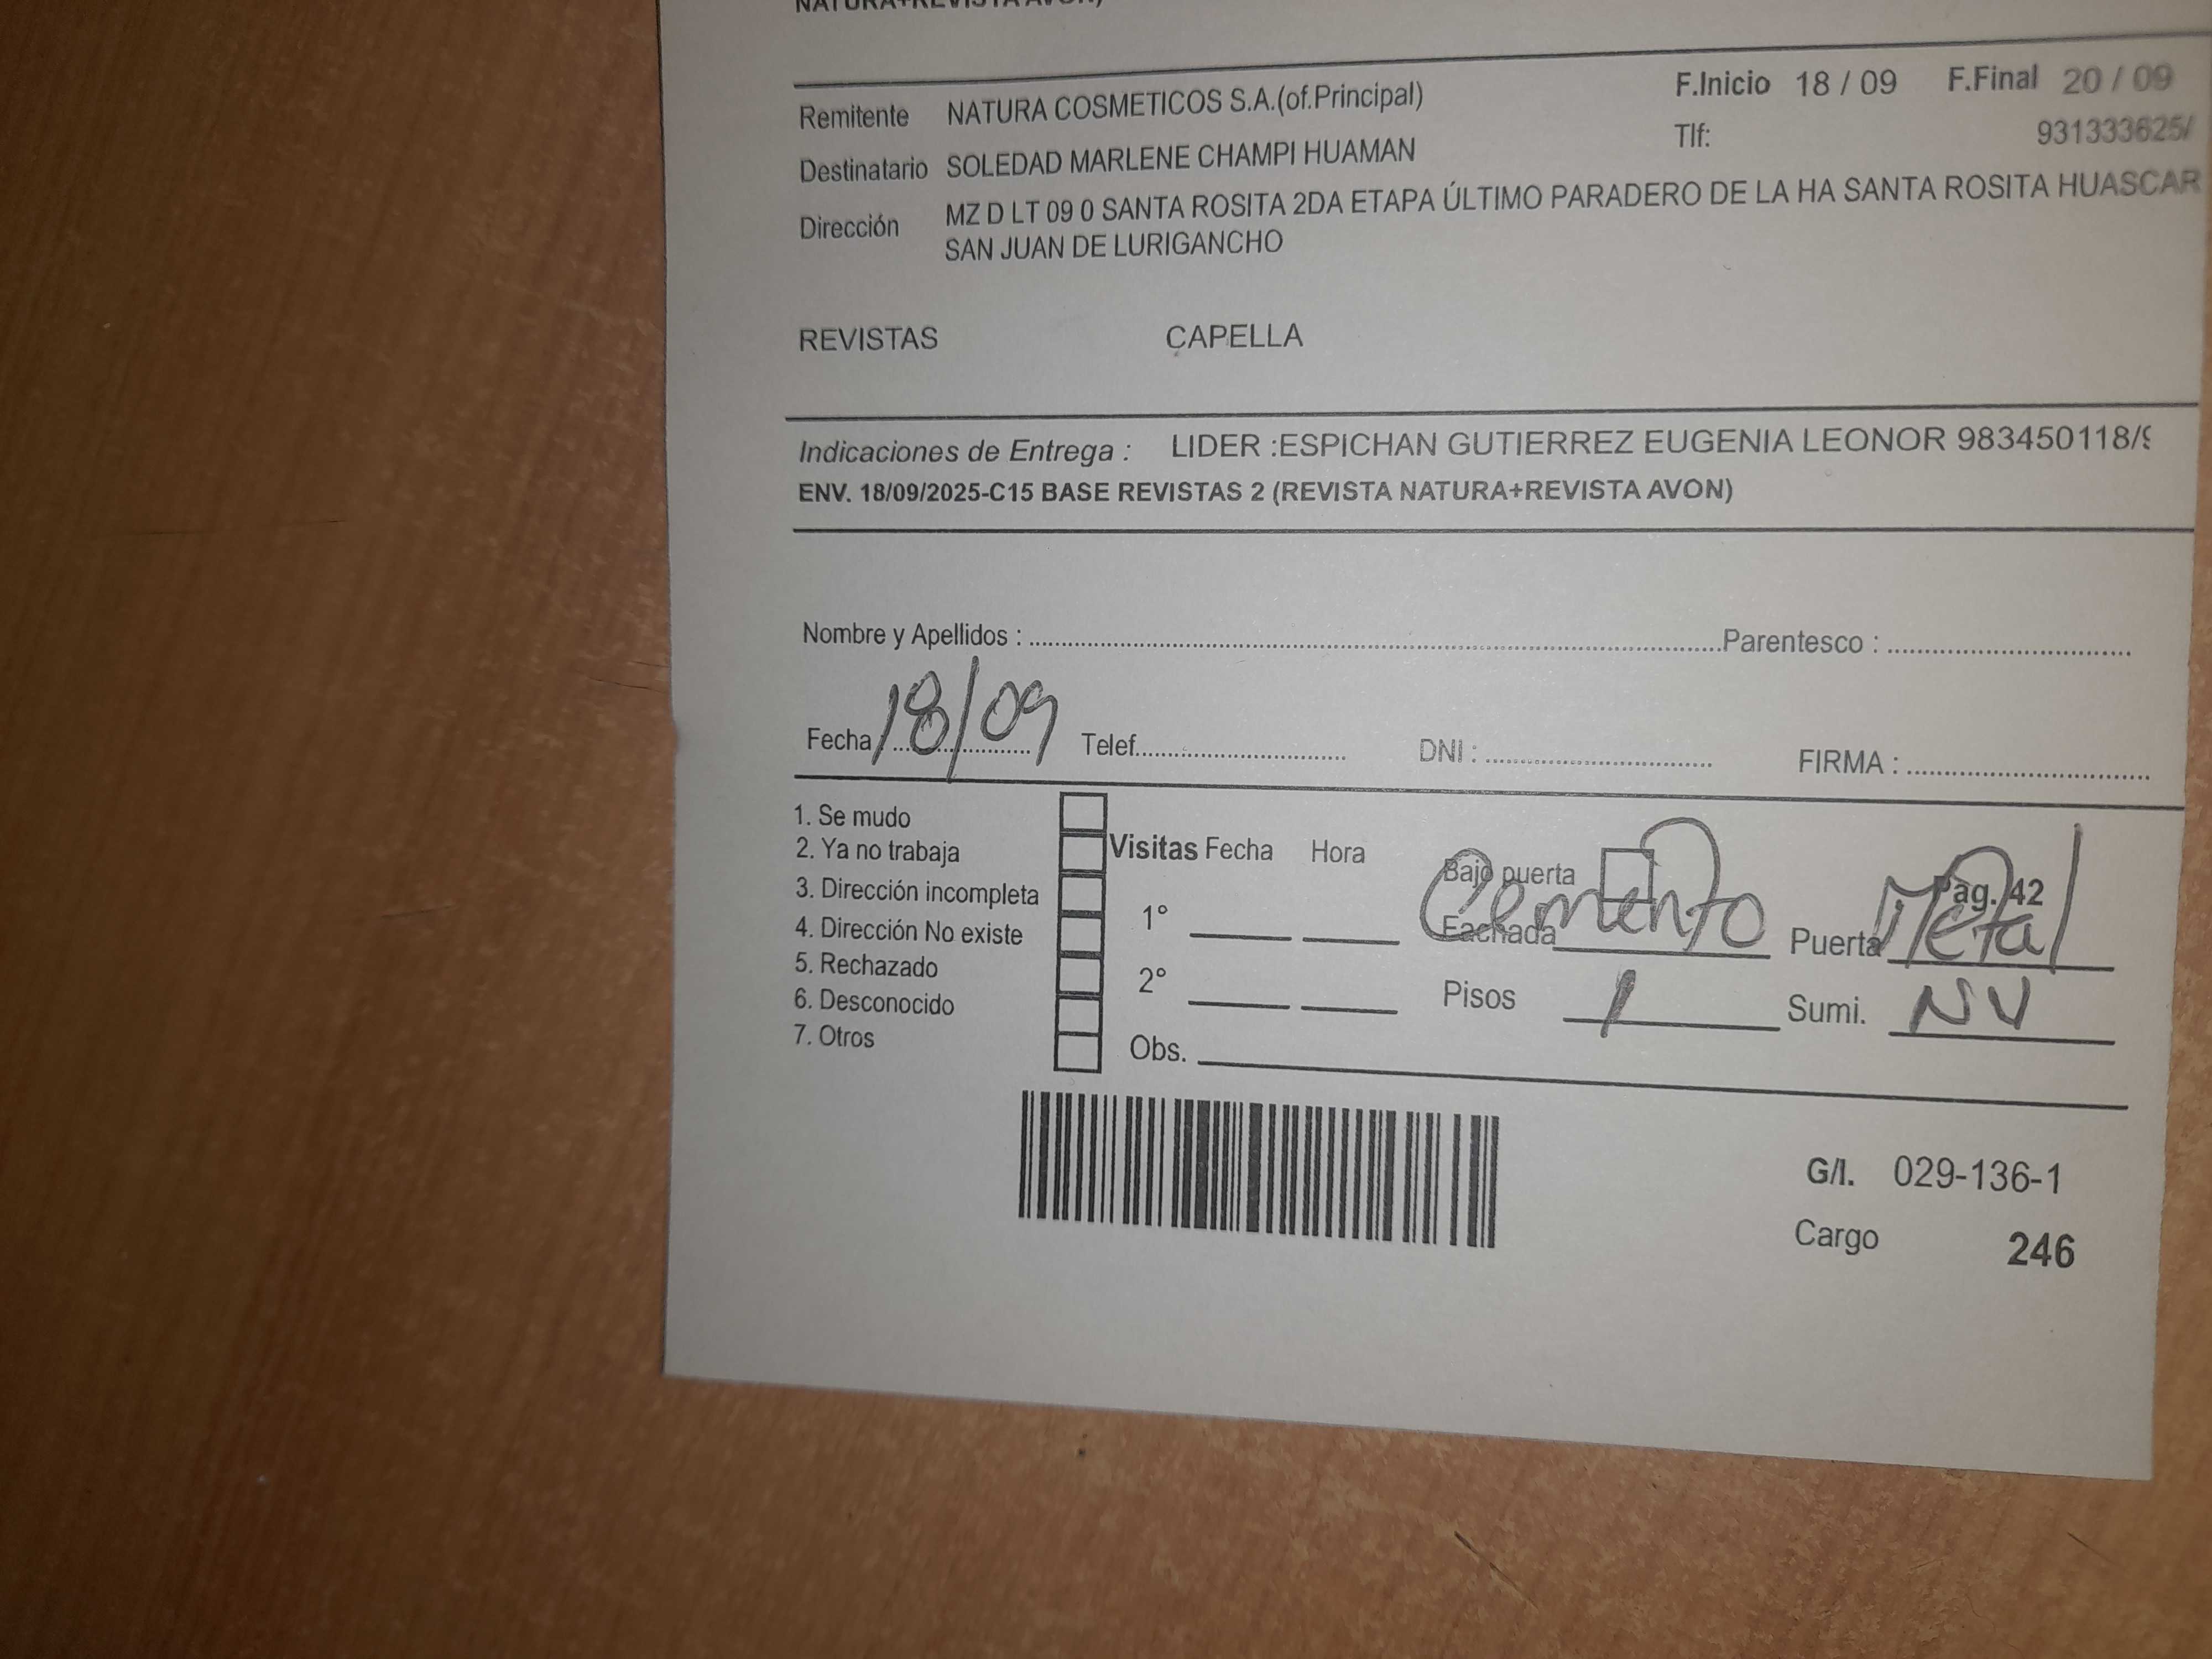 NATURA+REVISTA AVON)
F.Inicio 18 / 09 F.Final 20 / 09
Remitente NATURA COSMETICOS S.A.(of.Principal)
Tlf: 931333625/
Destinatario SOLEDAD MARLENE CHAMPI HUAMAN
Dirección MZ D LT 09 0 SANTA ROSITA 2DA ETAPA ÚLTIMO PARADERO DE LA HA SANTA ROSITA HUASCAR
SAN JUAN DE LURIGANCHO
REVISTAS CAPELLA
Indicaciones de Entrega : LIDER :ESPICHAN GUTIERREZ EUGENIA LEONOR 983450118/9
ENV. 18/09/2025-C15 BASE REVISTAS 2 (REVISTA NATURA+REVISTA AVON)
Nombre y Apellidos : Parentesco :
Fecha 18/09 Telef. DNI : FIRMA :
1. Se mudo
2. Ya no trabaja
3. Dirección incompleta
4. Dirección No existe
5. Rechazado
6. Desconocido
7. Otros
Visitas Fecha Hora
1°
2°
Obs.
Bajo puerta
Pag. 42
Fachada Cemento Puerta Metal
Pisos 1 Sumi. NV
G/I. 029-136-1
Cargo 246